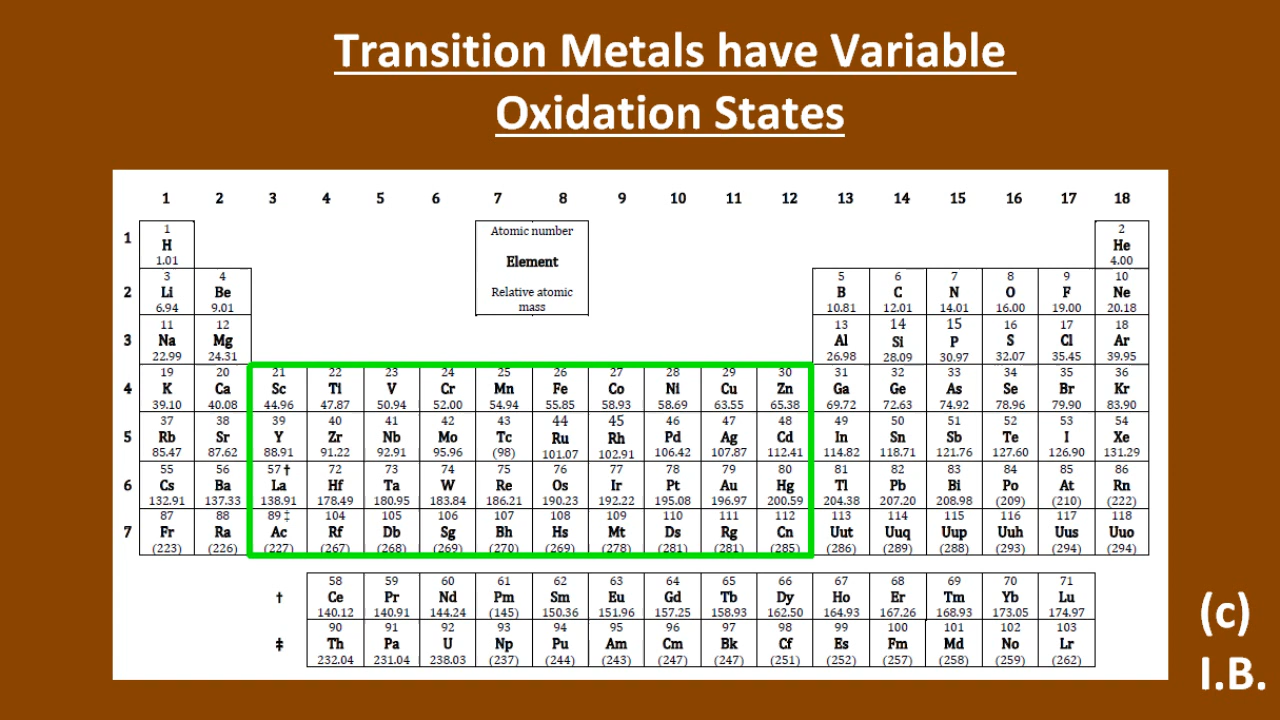 Transition Metals have Variable
Oxidation States
1 2 3 4 5 6 7 8 9 10 11 12 13 14 15 16 17 18
1 2
1 H Atomic number He
1.01 4.00
Element
3 4 5 6 7 8 9 10
2 Li Be Relative atomic B C N O F Ne
6.94 9.01 mass 10.81 12.01 14.01 16.00 19.00 20.18
11 12 13 14 15 16 17 18
3 Na Mg Al Si P S Cl Ar
22.99 24.31 26.98 28.09 30.97 32.07 35.45 39.95
19 20 21 22 23 24 25 26 27 28 29 30 31 32 33 34 35 36
4 K Ca Sc Ti V Cr Mn Fe Co Ni Cu Zn Ga Ge As Se Br Kr
39.10 40.08 44.96 47.87 50.94 52.00 54.94 55.85 58.93 58.69 63.55 65.38 69.72 72.63 74.92 78.96 79.90 83.90
37 38 39 40 41 42 43 44 45 46 47 48 49 50 51 52 53 54
5 Rb Sr Y Zr Nb Mo Tc Ru Rh Pd Ag Cd In Sn Sb Te I Xe
85.47 87.62 88.91 91.22 92.91 95.96 (98) 101.07 102.91 106.42 107.87 112.41 114.82 118.71 121.76 127.60 126.90 131.29
55 56 57† 72 73 74 75 76 77 78 79 80 81 82 83 84 85 86
6 Cs Ba La Hf Ta W Re Os Ir Pt Au Hg Tl Pb Bi Po At Rn
132.91 137.33 138.91 178.49 180.95 183.84 186.21 190.23 192.22 195.08 196.97 200.59 204.38 207.20 208.98 (209) (210) (222)
87 88 89‡ 104 105 106 107 108 109 110 111 112 113 114 115 116 117 118
7 Fr Ra Ac Rf Db Sg Bh Hs Mt Ds Rg Cn Uut Uuq Uup Uuh Uus Uuo
(223) (226) (227) (267) (268) (269) (270) (269) (278) (281) (281) (285) (286) (289) (288) (293) (294) (294)
58 59 60 61 62 63 64 65 66 67 68 69 70 71
† Ce Pr Nd Pm Sm Eu Gd Tb Dy Ho Er Tm Yb Lu
140.12 140.91 144.24 (145) 150.36 151.96 157.25 158.93 162.50 164.93 167.26 168.93 173.05 174.97
90 91 92 93 94 95 96 97 98 99 100 101 102 103
‡ Th Pa U Np Pu Am Cm Bk Cf Es Fm Md No Lr
232.04 231.04 238.03 (237) (244) (243) (247) (247) (251) (252) (257) (258) (259) (262)
(c)
I.B.